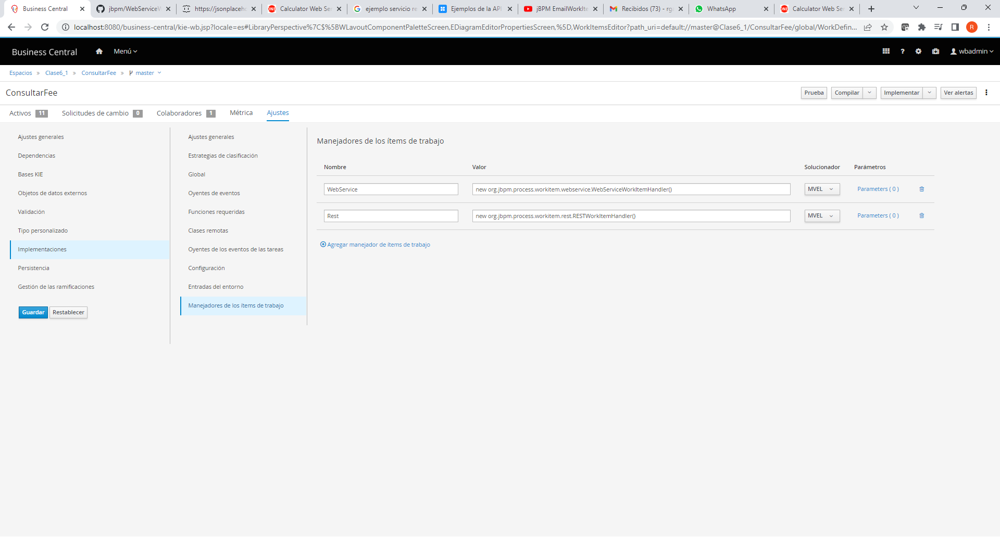 Business Central
jbpm/WebServiceV
https://jsonplaceho
Calculator Web Ser
ejemplo servicio re
Ejemplos de la API
jBPM EmailWorkIte
Recibidos (73) - rg
WhatsApp
Calculator Web Ser
localhost:8080/business-central/kie-wb.jsp?locale=es#LibraryPerspective%7C$%5BWLavoutComponentPaletteScreen,EDiagramEditorPropertiesScreen,%5D,WorkItemsEditor?path_uri=default://master@Clase6_1/ConsultarFee/global/WorkDefin...
R
Business Central
Menú
wbadmin
Espacios » Clase6_1 » ConsultarFee » master
ConsultarFee
Prueba
Compilar
Implementar
Ver alertas
Activos 11
Solicitudes de cambio 0
Colaboradores 1
Métrica
Ajustes
Ajustes generales
Dependencias
Bases KIE
Objetos de datos externos
Validación
Tipo personalizado
Implementaciones
Persistencia
Gestión de las ramificaciones
Guardar
Restablecer
Ajustes generales
Estrategias de clasificación
Global
Oyentes de eventos
Funciones requeridas
Clases remotas
Oyentes de los eventos de las tareas
Configuración
Entradas del entorno
Manejadores de los ítems de trabajo
Manejadores de los ítems de trabajo
Nombre Valor Solucionador Parámetros
WebService new org.jbpm.process.workitem.webservice.WebServiceWorkItemHandler() MVEL Parameters ( 0 )
Rest new org.jbpm.process.workitem.rest.RESTWorkItemHandler() MVEL Parameters ( 0 )
Agregar manejador de ítems de trabajo